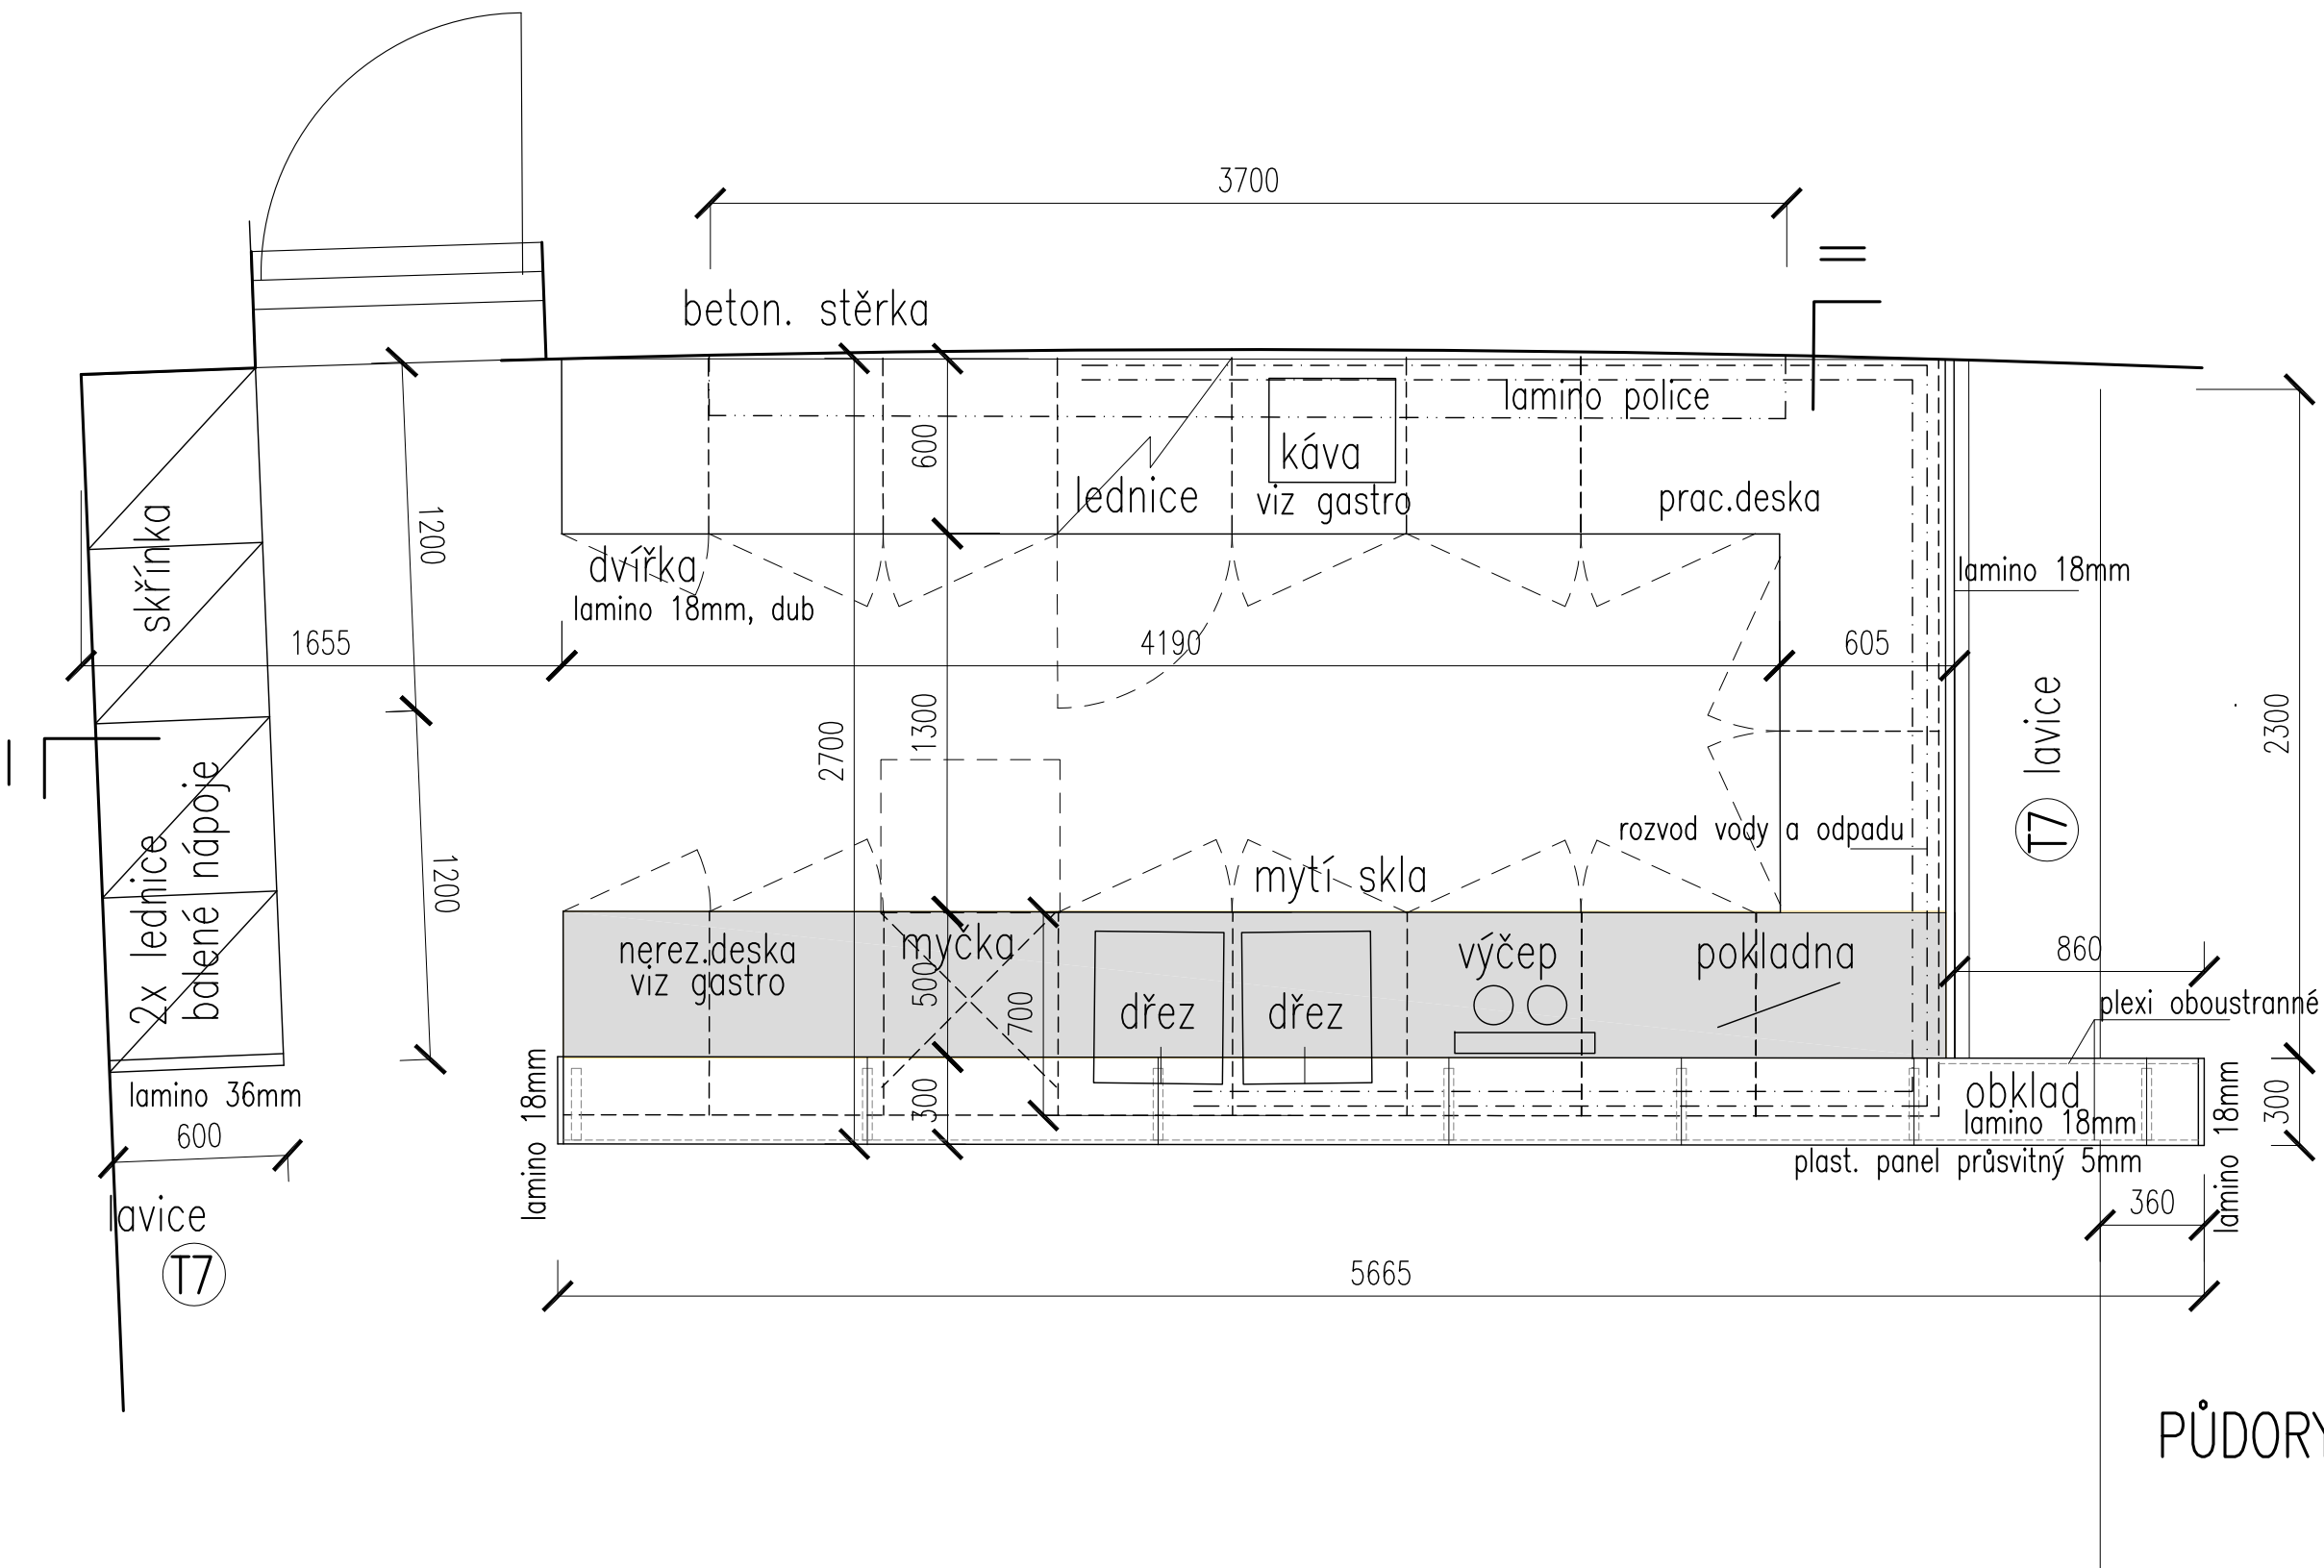 3700
II
beton. stěrka
lamino police
600
káva
lednice
viz gastro
prac.deska
1200
skřínka
dvířka
lamino 18mm, dub
lamino 18mm
1655
4190
605
2700
1300
T7 lavice
2300
I
2x lednice
balené nápoje
1200
rozvod vody a odpadu
mytí skla
nerez.deska
viz gastro
myčka
500
700
dřez
dřez
výčep
pokladna
860
plexi oboustranné
lamino 36mm
600
lamino 18mm
300
obklad
lamino 18mm
lamino 18mm
300
plast. panel průsvitný 5mm
360
lavice
T7
5665